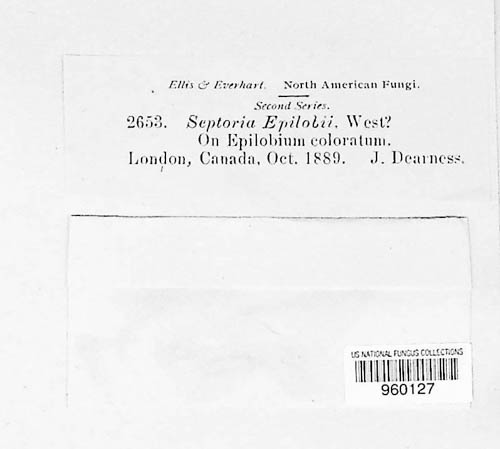 Ellis & Everhart. North American Fungi.
Second Series.
2653. Septoria Epilobii, West?
On Epilobium coloratum.
London, Canada, Oct. 1889. J. Dearness.
US NATIONAL FUNGUS COLLECTIONS
960127